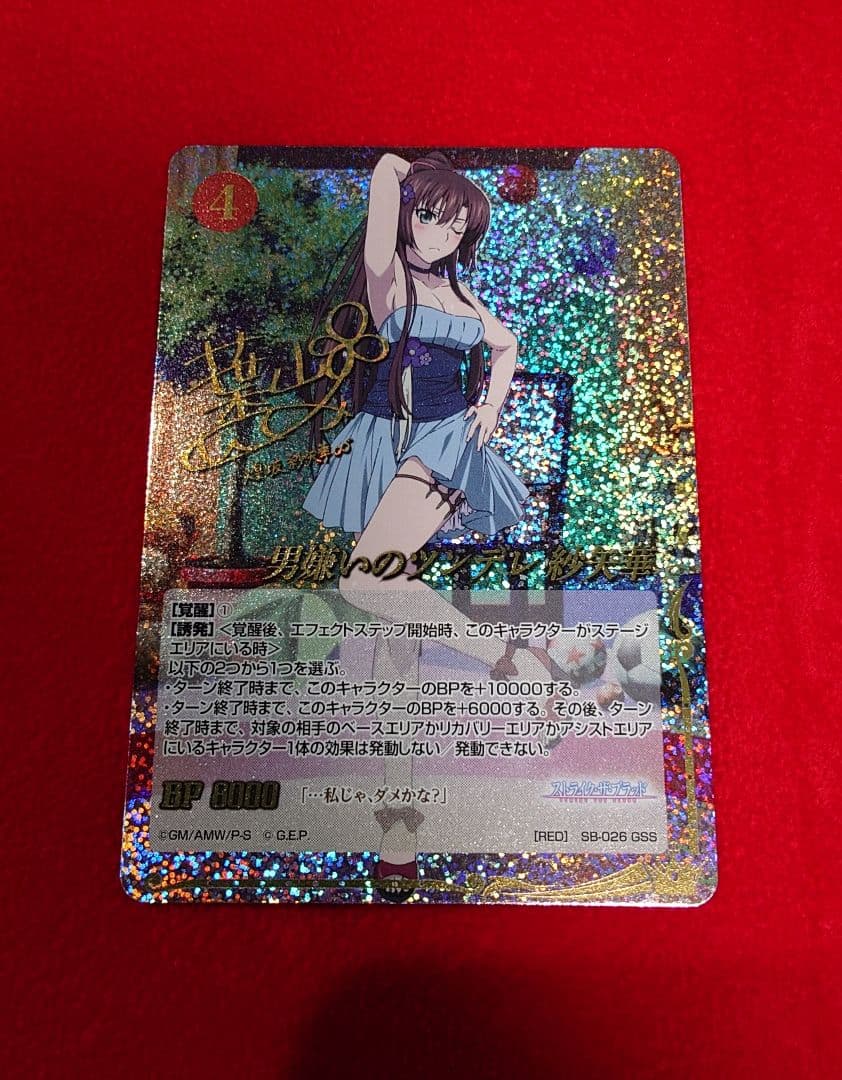 4
男嫌いのツンデレ 紗矢華
【覚醒】①
【誘発】<覚醒後、エフェクトステップ開始時、このキャラクターがステージ
エリアにいる時>
以下の2つから1つを選ぶ。
・ターン終了時まで、このキャラクターのBPを+10000する。
・ターン終了時まで、このキャラクターのBPを+6000する。その後、ターン
終了時まで、対象の相手のベースエリアかリカバリーエリアかアシストエリア
にいるキャラクター1体の効果は発動しない／発動できない。
BP 6000 「…私じゃ、ダメかな?」 ストライク・ザ・ブラッド
©GM/AMW/P-S © G.E.P. [RED] SB-026 GSS